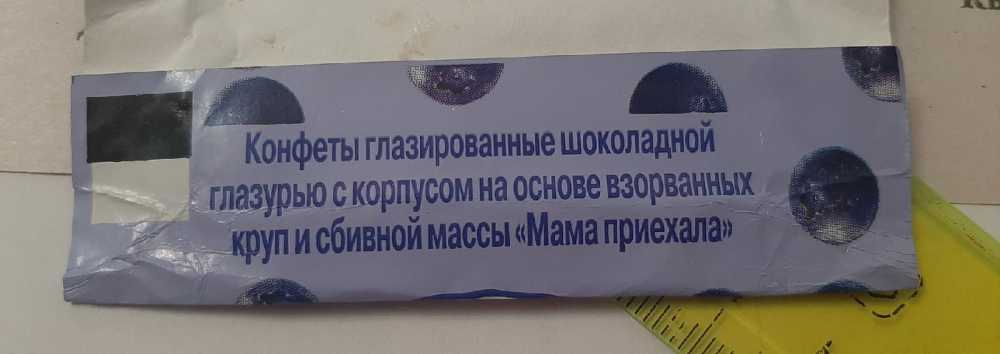 Конфеты глазированные шоколадной
глазурью с корпусом на основе взорванных
круп и сбивной массы «Мама приехала»